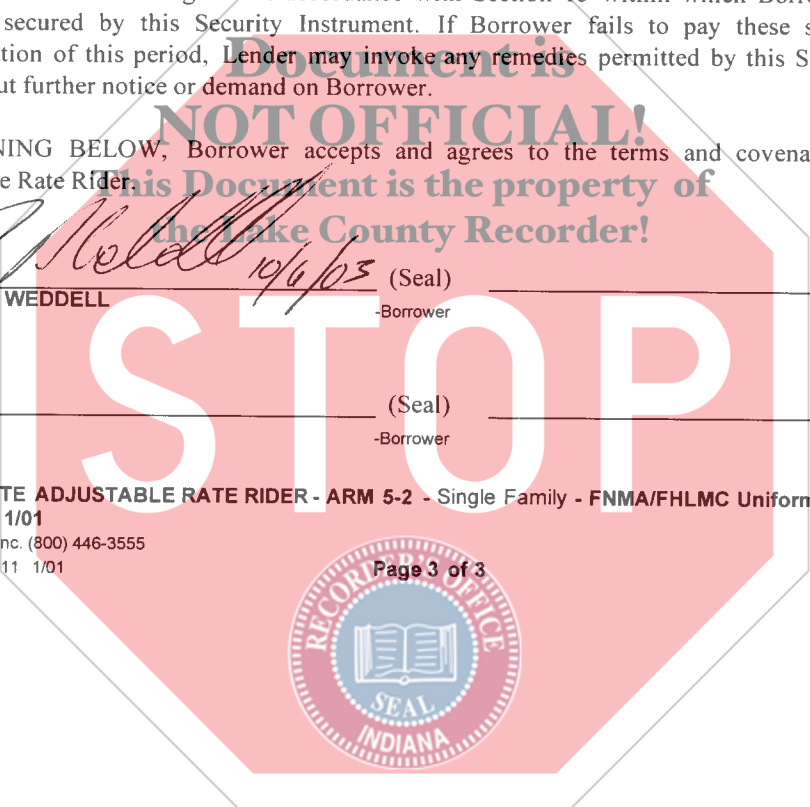 secured by this Security Instrument. If Borrower fails to pay these s
tion of this period, Lender may invoke any remedies permitted by this S
ut further notice or demand on Borrower.
Document is
NOT OFFICIAL!
This Document is the property of
the Lake County Recorder!
NING BELOW, Borrower accepts and agrees to the terms and covena
e Rate Rider.
10/6/03 (Seal)
WEDDELL
-Borrower
STOP
(Seal)
-Borrower
TE ADJUSTABLE RATE RIDER - ARM 5-2 - Single Family - FNMA/FHLMC Uniform
1/01
nc. (800) 446-3555
11 1/01
Page 3 of 3
RECORDER'S OFFICE
SEAL
INDIANA